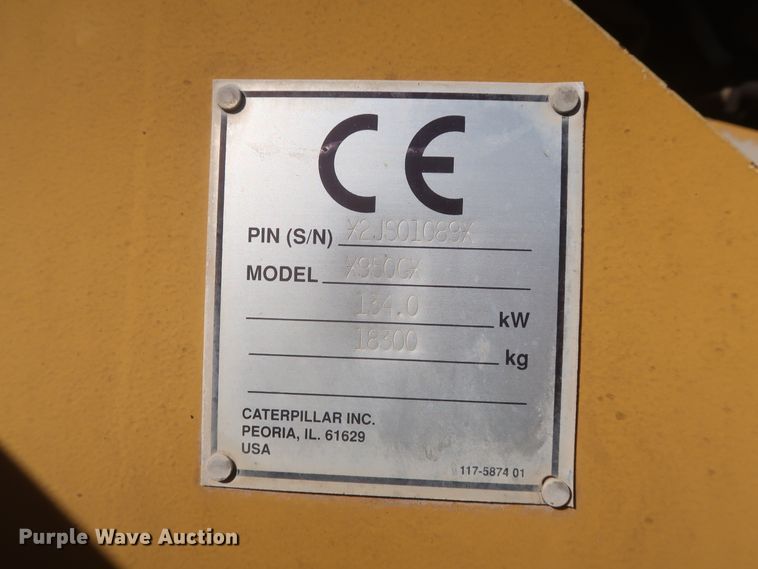 CE
PIN (S/N) X2JS01089X
MODEL X950GX
134.0 kW
18300 kg
CATERPILLAR INC.
PEORIA, IL. 61629
USA
117-5874 01
Purple Wave Auction